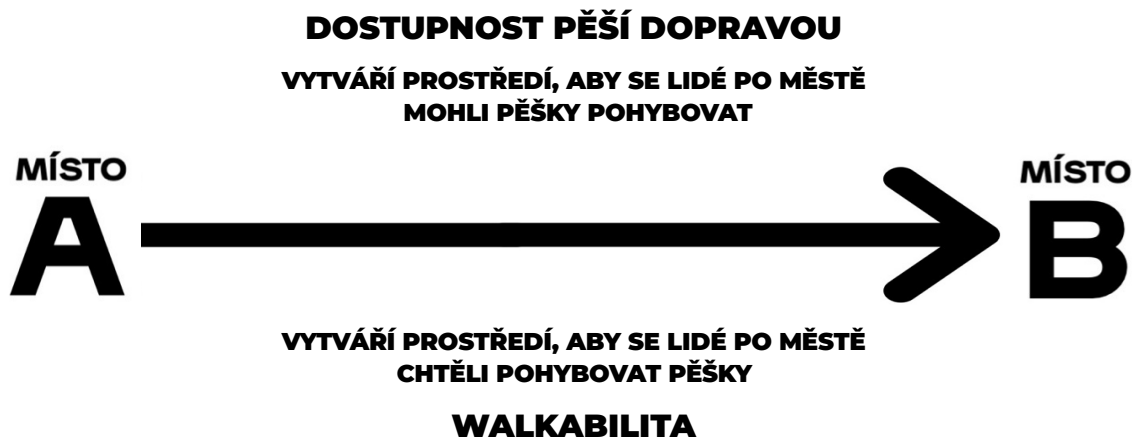 DOSTUPNOST PĚŠÍ DOPRAVOU
VYTVÁŘÍ PROSTŘEDÍ, ABY SE LIDÉ PO MĚSTĚ
MOHLI PĚŠKY POHYBOVAT
MÍSTO
A
MÍSTO
B
VYTVÁŘÍ PROSTŘEDÍ, ABY SE LIDÉ PO MĚSTĚ
CHTĚLI POHYBOVAT PĚŠKY
WALKABILITA